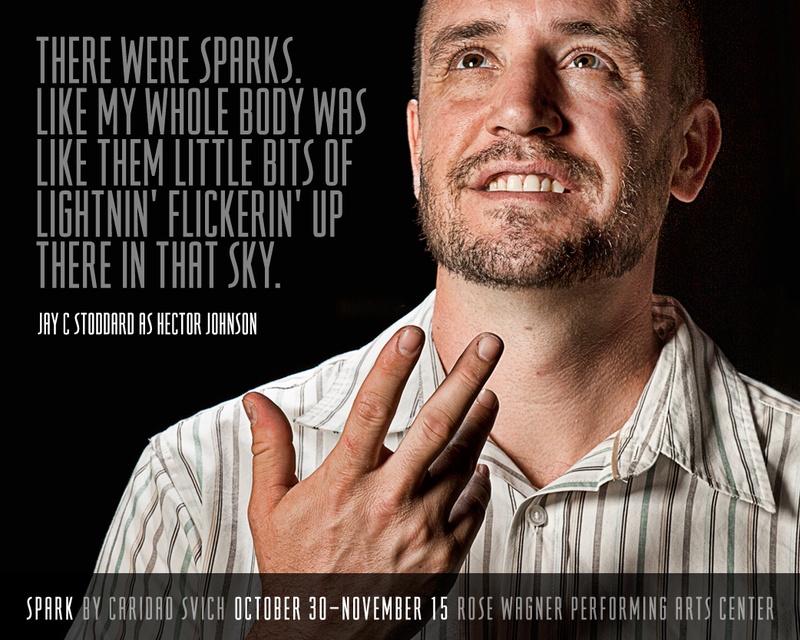 THERE WERE SPARKS.
LIKE MY WHOLE BODY WAS
LIKE THEM LITTLE BITS OF
LIGHTNIN' FLICKERIN' UP
THERE IN THAT SKY.
JAY C STODDARD AS HECTOR JOHNSON
SPARK BY CARIDAD SVICH OCTOBER 30–NOVEMBER 15 ROSE WAGNER PERFORMING ARTS CENTER